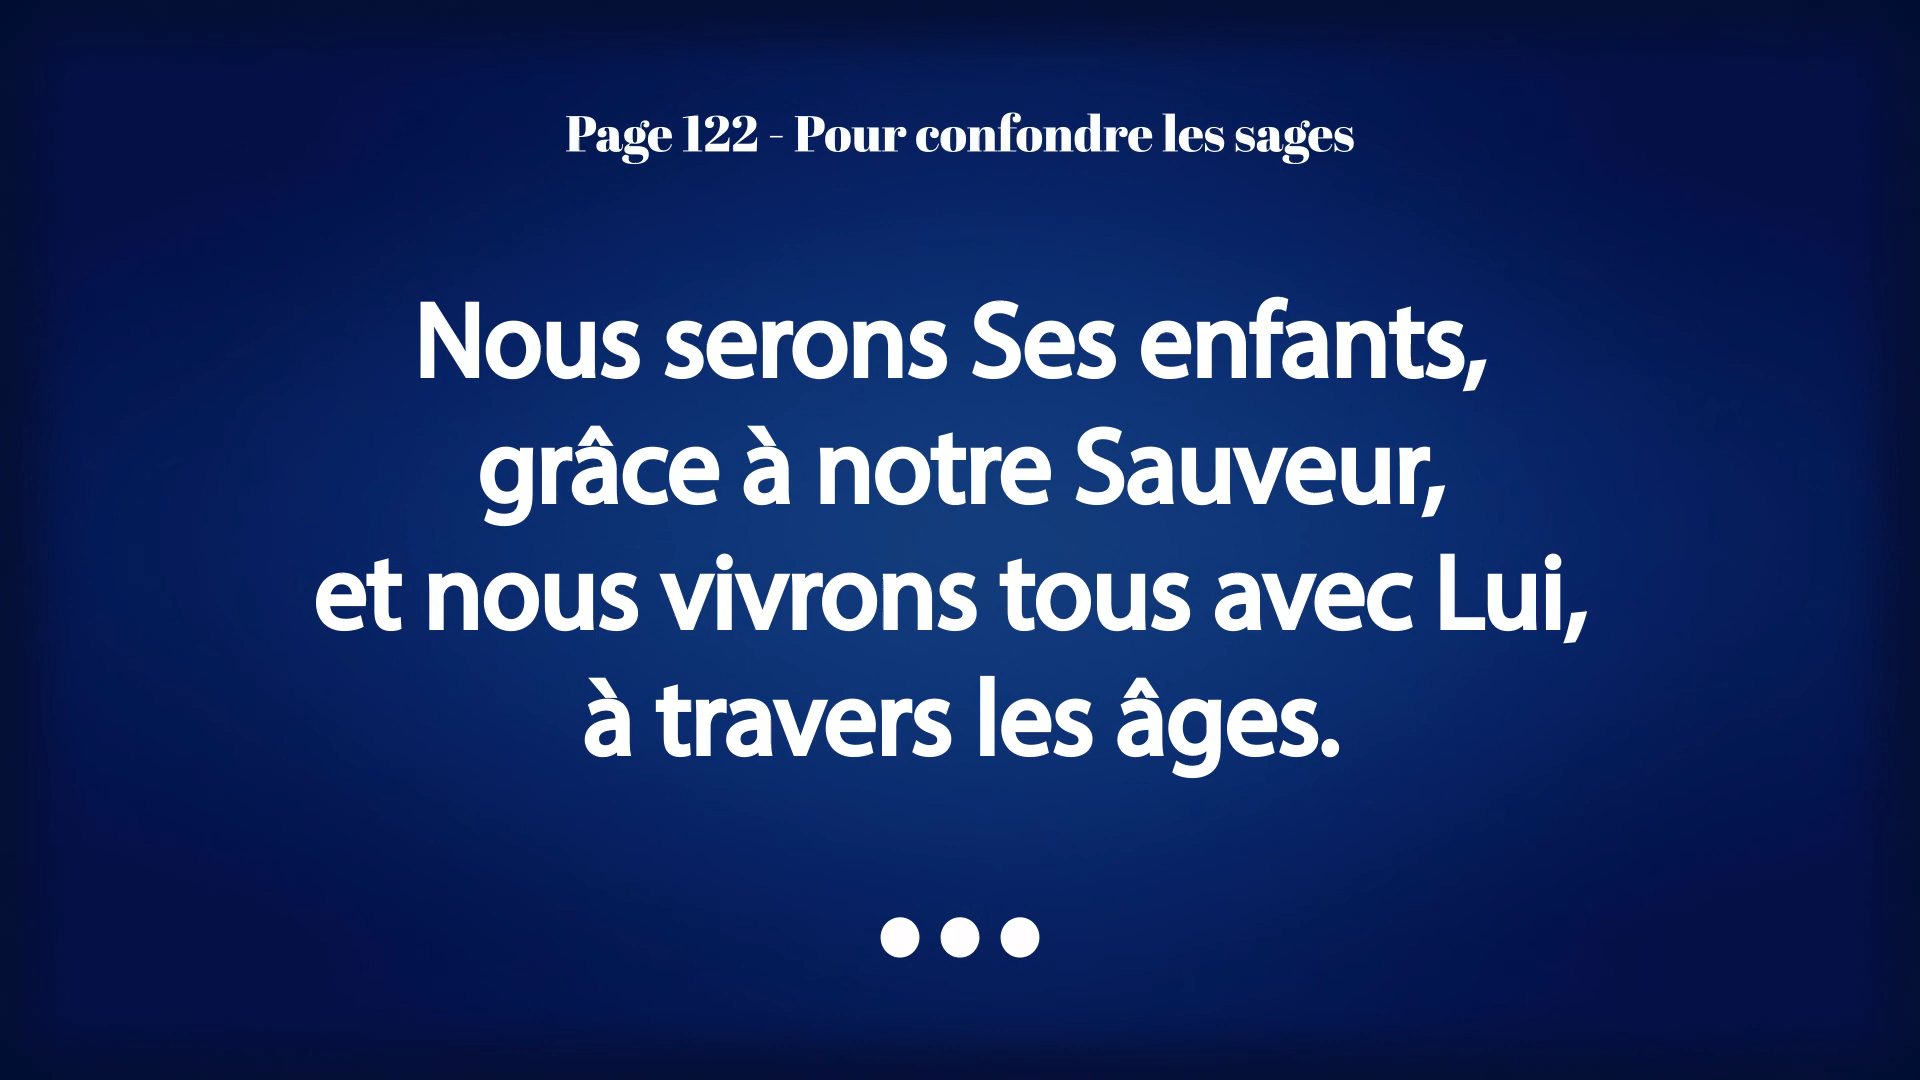 Page 122 - Pour confondre les sages
Nous serons Ses enfants,
grâce à notre Sauveur,
et nous vivrons tous avec Lui,
à travers les âges.
•••